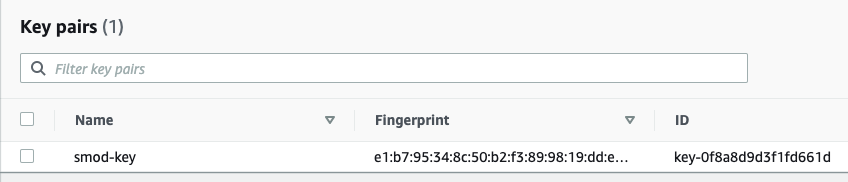 Key pairs (1)
Filter key pairs
Name Fingerprint ID
smod-key e1:b7:95:34:8c:50:b2:f3:89:98:19:dd:e... key-0f8a8d9d3f1fd661d